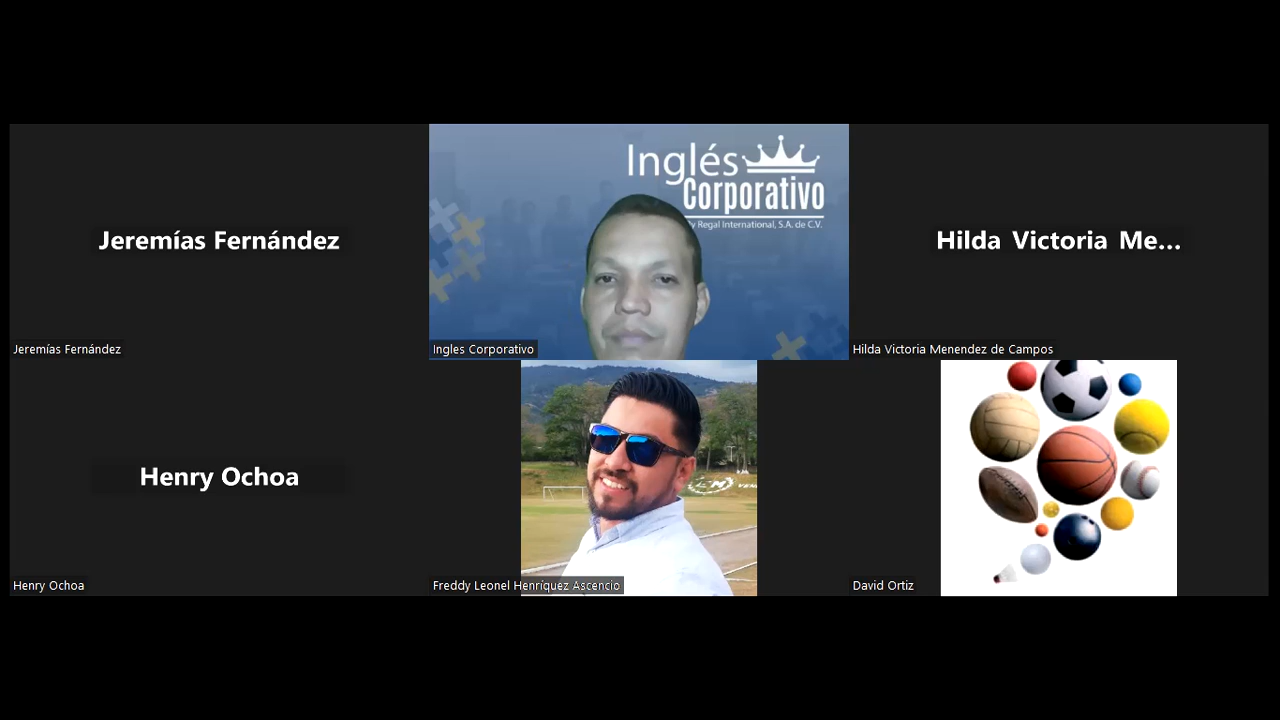 Jeremías Fernández
Jeremías Fernández
Inglés
Corporativo
By Regal International, S.A. de C.V.
Ingles Corporativo
Hilda Victoria Me...
Hilda Victoria Menendez de Campos
Henry Ochoa
Henry Ochoa
Freddy Leonel Henríquez Ascencio
David Ortiz